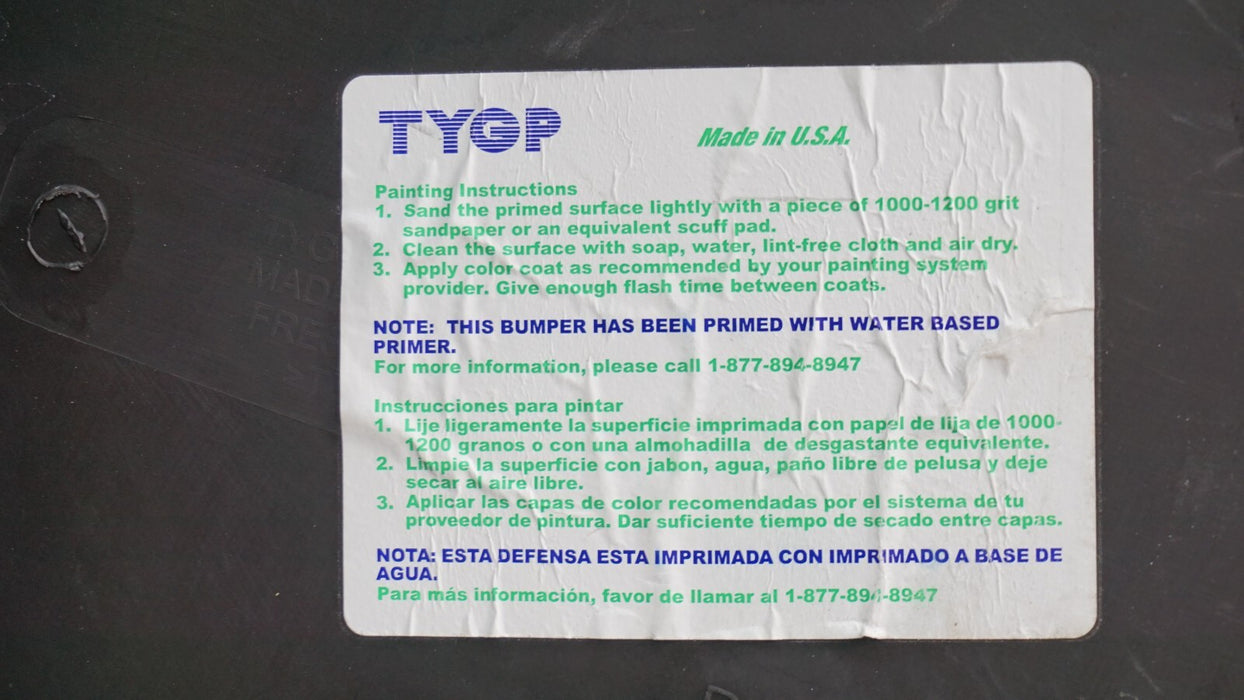 TYGP
Made in U.S.A.
TYG
MAD
FRE
Painting Instructions
1. Sand the primed surface lightly with a piece of 1000-1200 grit
sandpaper or an equivalent scuff pad.
2. Clean the surface with soap, water, lint-free cloth and air dry.
3. Apply color coat as recommended by your painting system
provider. Give enough flash time between coats.
NOTE: THIS BUMPER HAS BEEN PRIMED WITH WATER BASED
PRIMER.
For more information, please call 1-877-894-8947
Instrucciones para pintar
1. Lije ligeramente la superficie imprimada con papel de lija de 1000-
1200 granos o con una almohadilla de desgastante equivalente.
2. Limpie la superficie con jabon, agua, paño libre de pelusa y deje
secar al aire libre.
3. Aplicar las capas de color recomendadas por el sistema de tu
proveedor de pintura. Dar suficiente tiempo de secado entre capas.
NOTA: ESTA DEFENSA ESTA IMPRIMADA CON IMPRIMADO A BASE DE
AGUA.
Para más información, favor de llamar al 1-877-894-8947